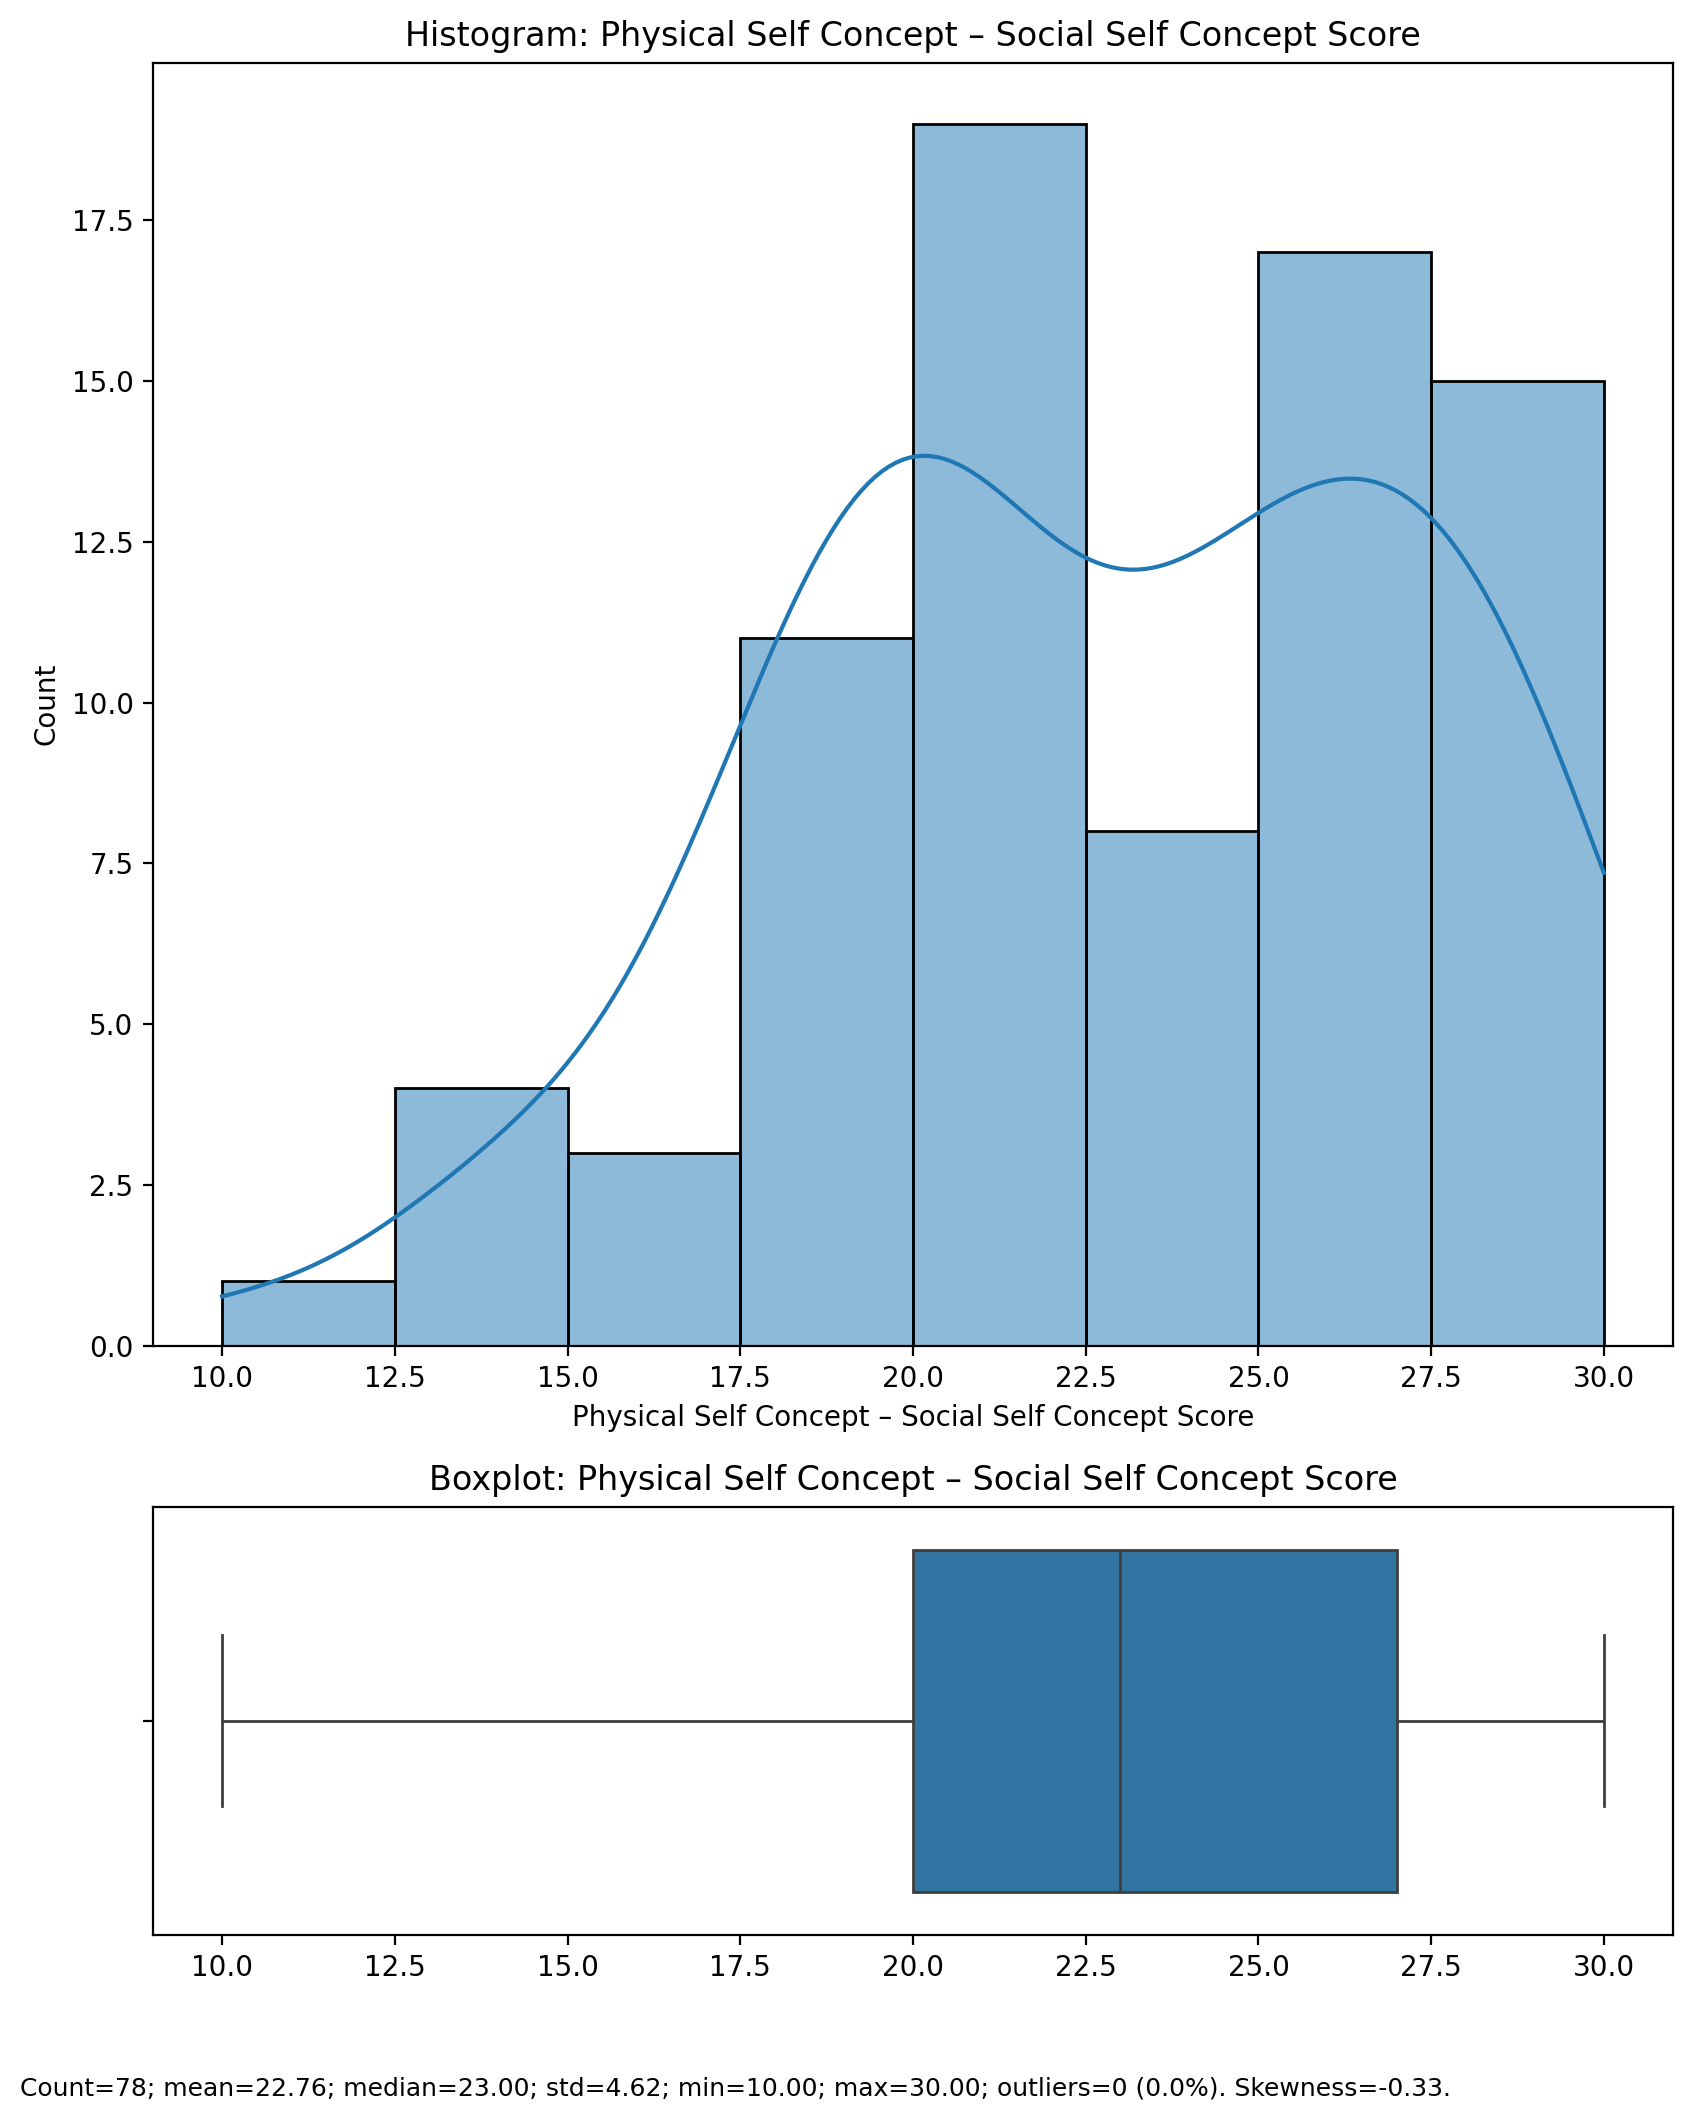 Histogram: Physical Self Concept – Social Self Concept Score
17.5
15.0
12.5
10.0
7.5
5.0
2.5
0.0
Count
10.0 12.5 15.0 17.5 20.0 22.5 25.0 27.5 30.0
Physical Self Concept – Social Self Concept Score
Boxplot: Physical Self Concept – Social Self Concept Score
10.0 12.5 15.0 17.5 20.0 22.5 25.0 27.5 30.0
Count=78; mean=22.76; median=23.00; std=4.62; min=10.00; max=30.00; outliers=0 (0.0%). Skewness=-0.33.